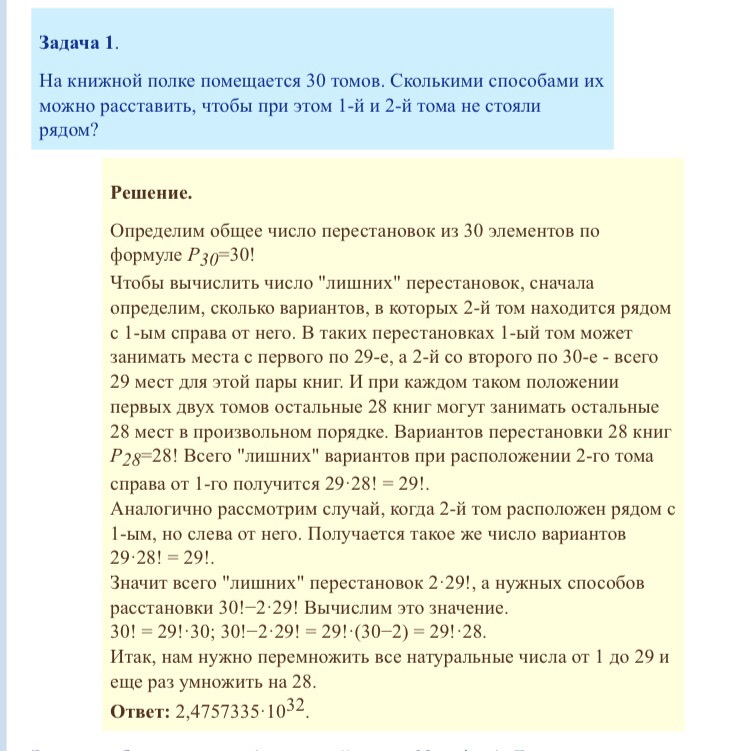 Задача 1.
На книжной полке помещается 30 томов. Сколькими способами их
можно расставить, чтобы при этом 1-й и 2-й тома не стояли
рядом?
Решение.
Определим общее число перестановок из 30 элементов по
формуле P30=30!
Чтобы вычислить число "лишних" перестановок, сначала
определим, сколько вариантов, в которых 2-й том находится рядом
с 1-ым справа от него. В таких перестановках 1-ый том может
занимать места с первого по 29-е, а 2-й со второго по 30-е - всего
29 мест для этой пары книг. И при каждом таком положении
первых двух томов остальные 28 книг могут занимать остальные
28 мест в произвольном порядке. Вариантов перестановки 28 книг
P28=28! Всего "лишних" вариантов при расположении 2-го тома
справа от 1-го получится 29·28! = 29!.
Аналогично рассмотрим случай, когда 2-й том расположен рядом с
1-ым, но слева от него. Получается такое же число вариантов
29·28! = 29!.
Значит всего "лишних" перестановок 2·29!, а нужных способов
расстановки 30!−2·29! Вычислим это значение.
30! = 29!·30; 30!−2·29! = 29!·(30−2) = 29!·28.
Итак, нам нужно перемножить все натуральные числа от 1 до 29 и
еще раз умножить на 28.
Ответ: 2,4757335·10^32.